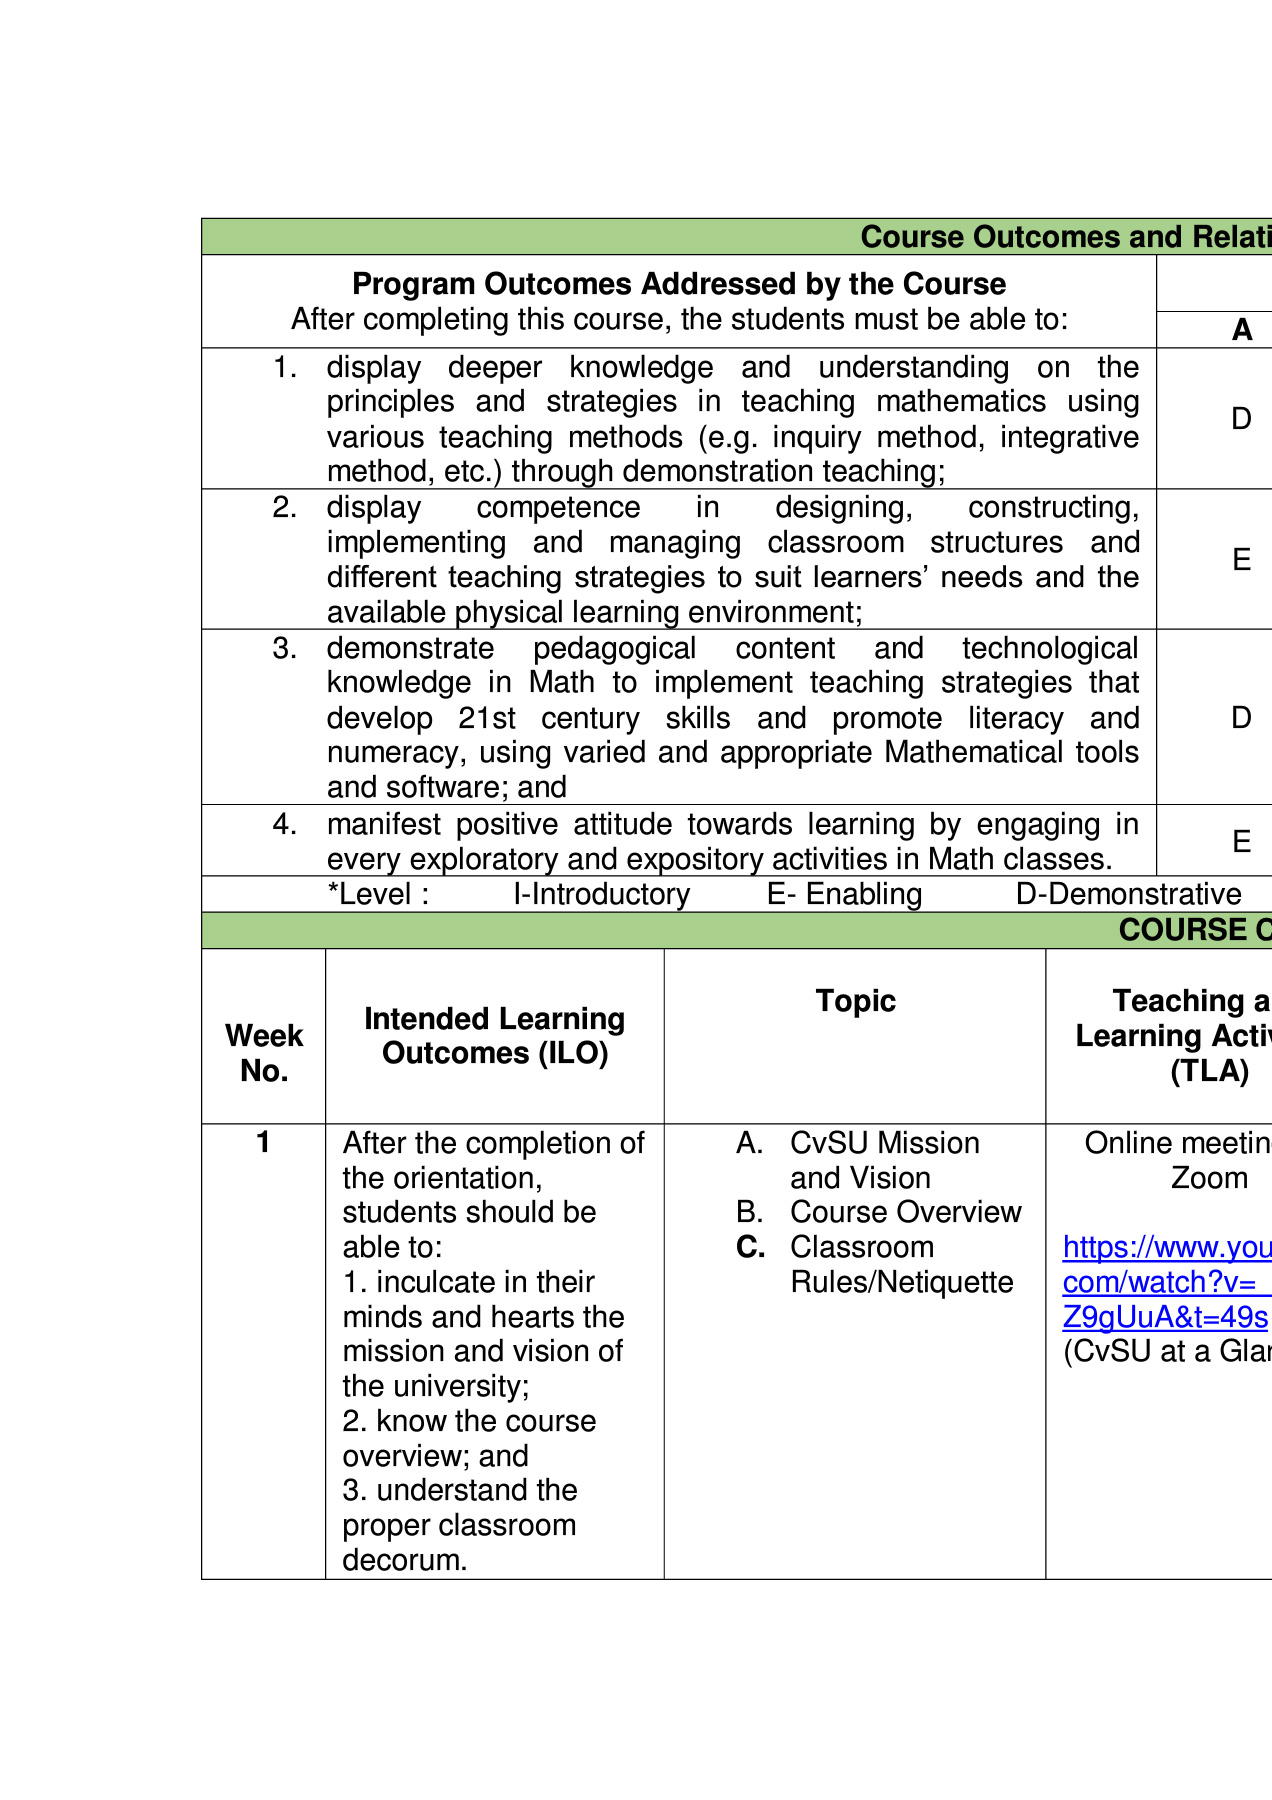 Course Outcomes and Relati
Program Outcomes Addressed by the Course
After completing this course, the students must be able to:
A
1. display deeper knowledge and understanding on the
principles and strategies in teaching mathematics using
various teaching methods (e.g. inquiry method, integrative
method, etc.) through demonstration teaching;
D
2. display competence in designing, constructing,
implementing and managing classroom structures and
different teaching strategies to suit learners’ needs and the
available physical learning environment;
E
3. demonstrate pedagogical content and technological
knowledge in Math to implement teaching strategies that
develop 21st century skills and promote literacy and
numeracy, using varied and appropriate Mathematical tools
and software; and
D
4. manifest positive attitude towards learning by engaging in
every exploratory and expository activities in Math classes.
E
*Level : I-Introductory E- Enabling D-Demonstrative
COURSE C
Week
No.
Intended Learning
Outcomes (ILO)
Topic
Teaching a
Learning Activ
(TLA)
1
After the completion of
the orientation,
students should be
able to:
1. inculcate in their
minds and hearts the
mission and vision of
the university;
2. know the course
overview; and
3. understand the
proper classroom
decorum.
A. CvSU Mission
and Vision
B. Course Overview
C. Classroom
Rules/Netiquette
Online meetin
Zoom
https://www.you
com/watch?v=_
Z9gUuA&t=49s
(CvSU at a Glan